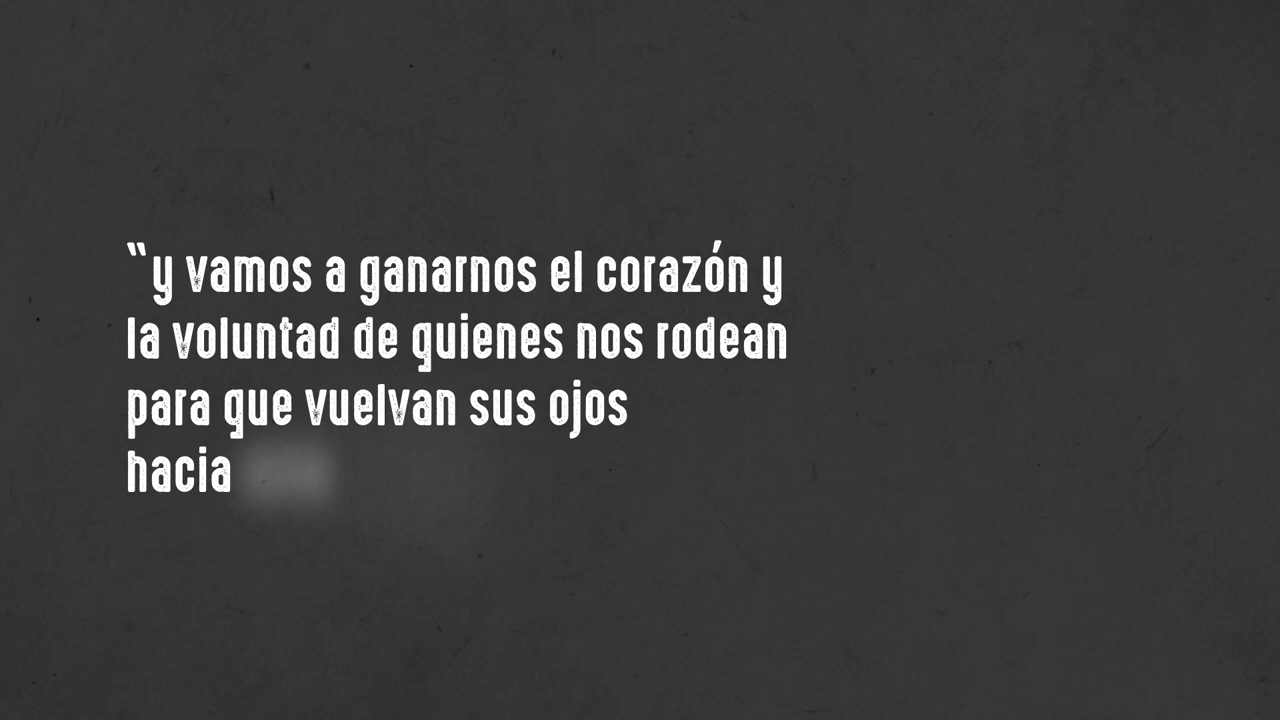 “y vamos a ganarnos el corazón y
la voluntad de quienes nos rodean
para que vuelvan sus ojos
hacia